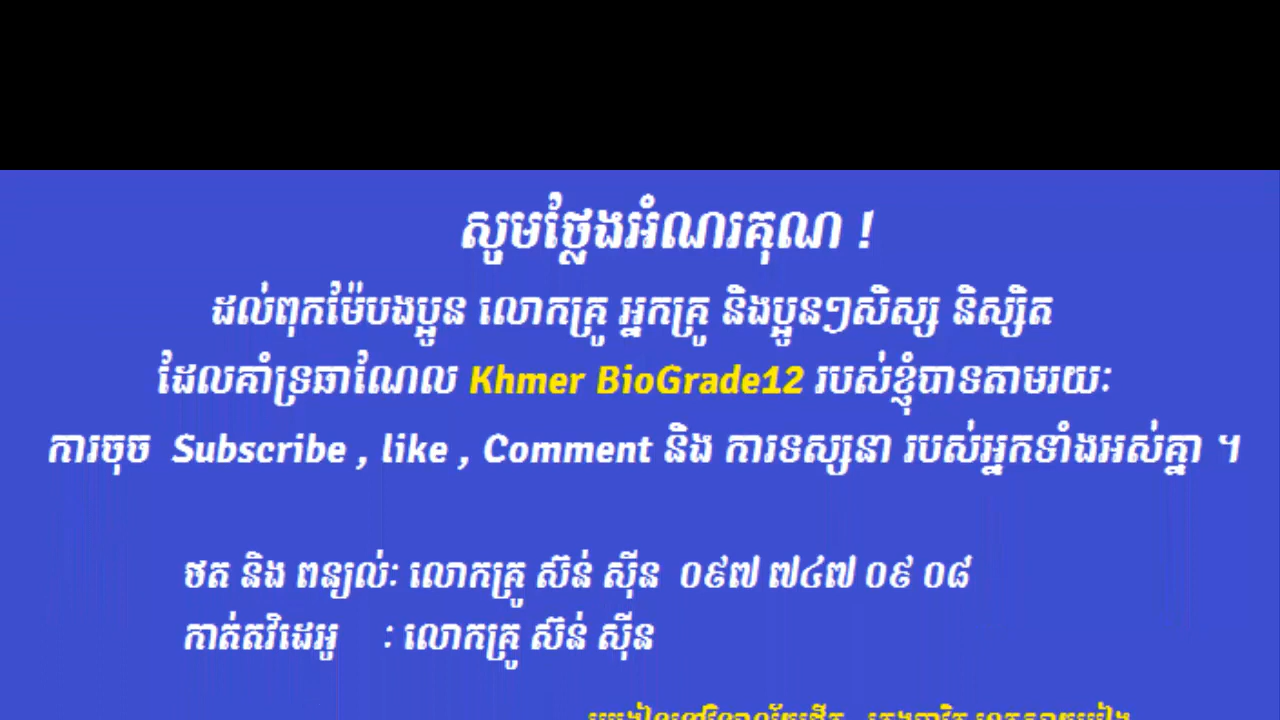 សូមថ្លែងអំណរគុណ !
ដល់ពុកម៉ែបងប្អូន លោកគ្រូ អ្នកគ្រូ និងប្អូនៗសិស្ស និស្សិត
ដែលគាំទ្រឆាណែល Khmer BioGrade12 របស់ខ្ញុំបាទតាមរយៈ
ការចុច Subscribe , like , Comment និង ការទស្សនា របស់អ្នកទាំងអស់គ្នា ។
ថត និង ពន្យល់: លោកគ្រូ ស៊ន់ ស៊ីន ០៩៧ ៧៤៧ ០៩ ០៨
កាត់តវិដេអូ : លោកគ្រូ ស៊ន់ ស៊ីន